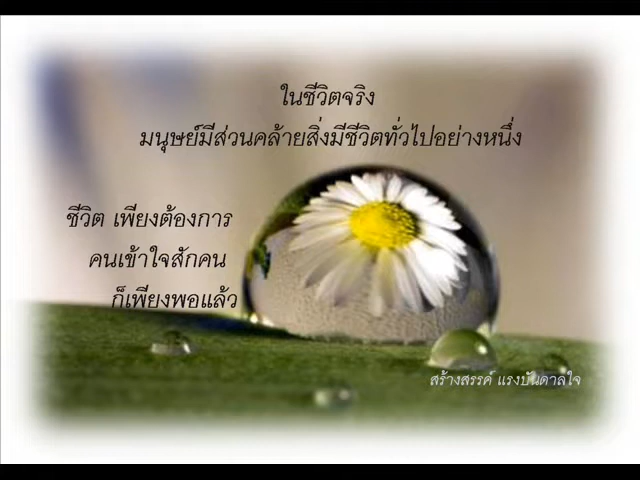 ในชีวิตจริง
มนุษย์มีส่วนคล้ายสิ่งมีชีวิตทั่วไปอย่างหนึ่ง
ชีวิต เพียงต้องการ
คนเข้าใจสักคน
ก็เพียงพอแล้ว
สร้างสรรค์ แรงบันดาลใจ